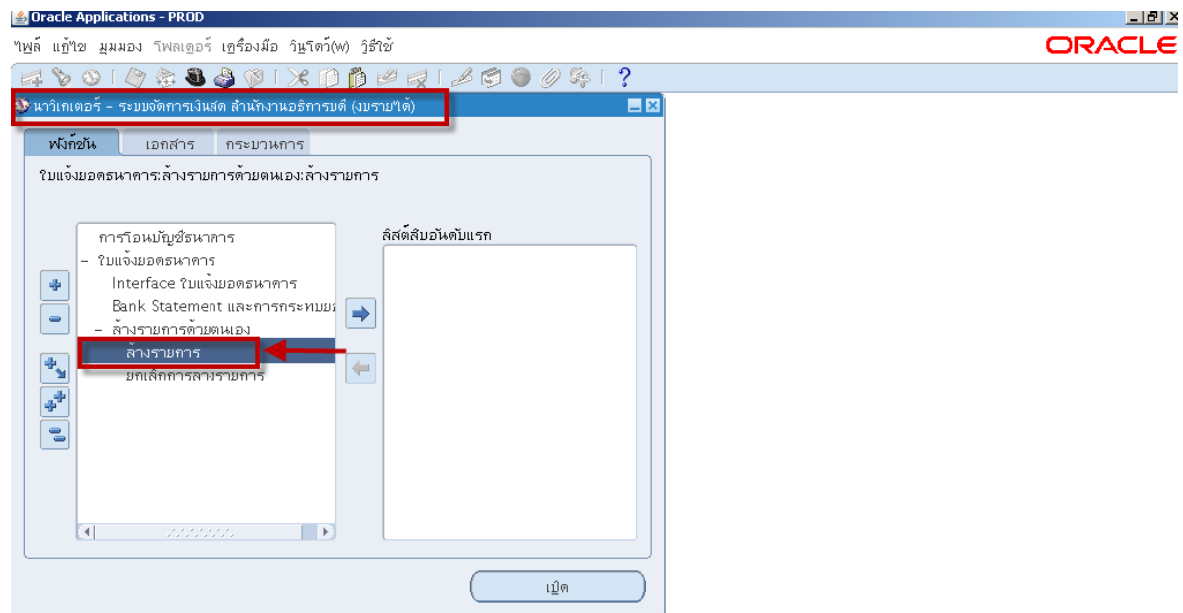 Oracle Applications - PROD
ไฟล์ แก้ไข มุมมอง โฟลเดอร์ เครื่องมือ วินโดว์(w) วิธีใช้
ORACLE
นาวิเกเตอร์ – ระบบจัดการเงินสด สำนักงานอธิการบดี (งบรายได้)
ฟังก์ชัน เอกสาร กระบวนการ
ใบแจ้งยอดธนาคาร:ล้างรายการด้วยตนเอง:ล้างรายการ
การโอนบัญชีธนาคาร
– ใบแจ้งยอดธนาคาร
Interface ใบแจ้งยอดธนาคาร
Bank Statement และการกระทบย
– ล้างรายการด้วยตนเอง
ล้างรายการ
ยกเลิกการล้างรายการ
ลิสต์สิบอันดับแรก
เปิด